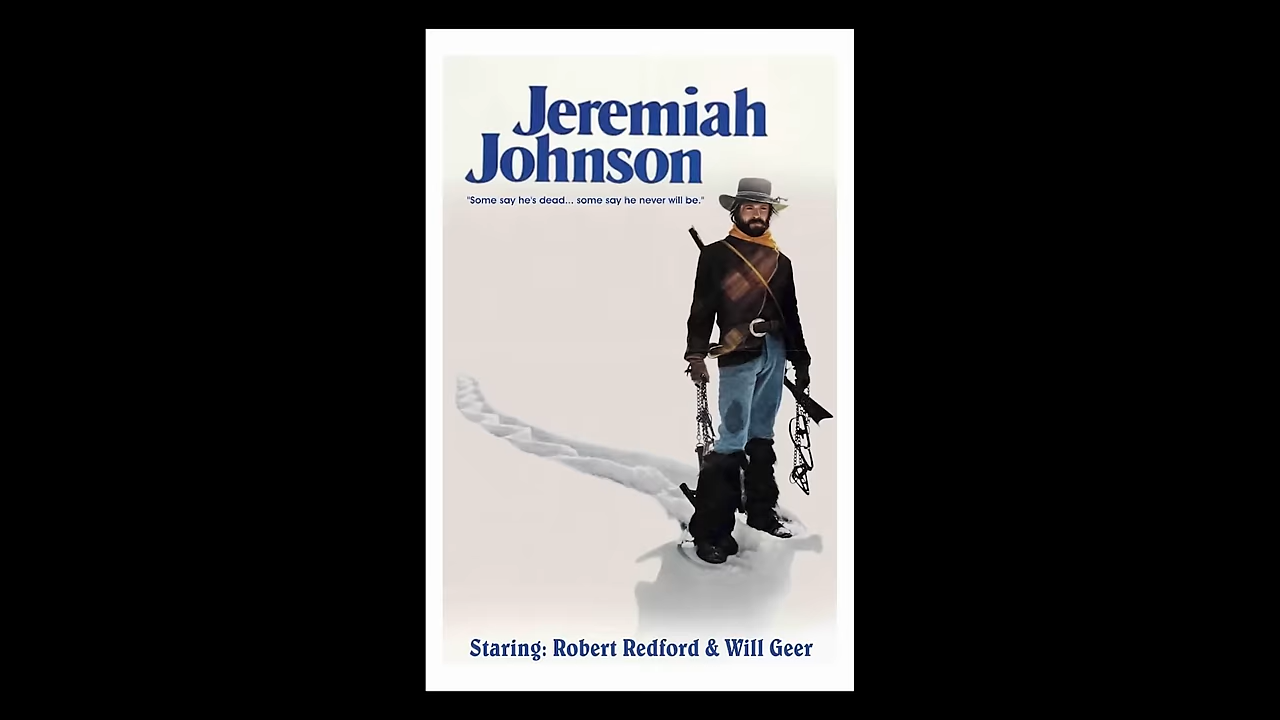 Jeremiah
Johnson
"Some say he's dead... some say he never will be."
Staring: Robert Redford & Will Geer